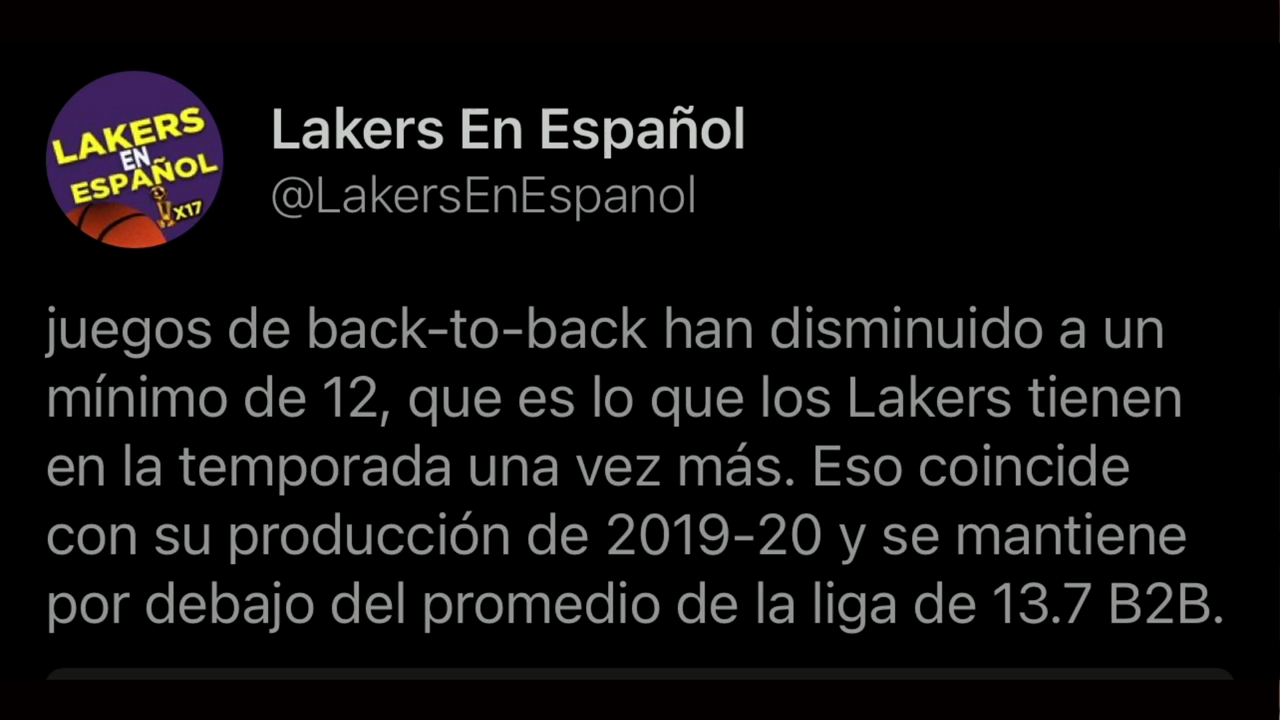 LAKERS
EN
ESPAÑOL
X17
Lakers En Español
@LakersEnEspanol
juegos de back-to-back han disminuido a un
mínimo de 12, que es lo que los Lakers tienen
en la temporada una vez más. Eso coincide
con su producción de 2019-20 y se mantiene
por debajo del promedio de la liga de 13.7 B2B.